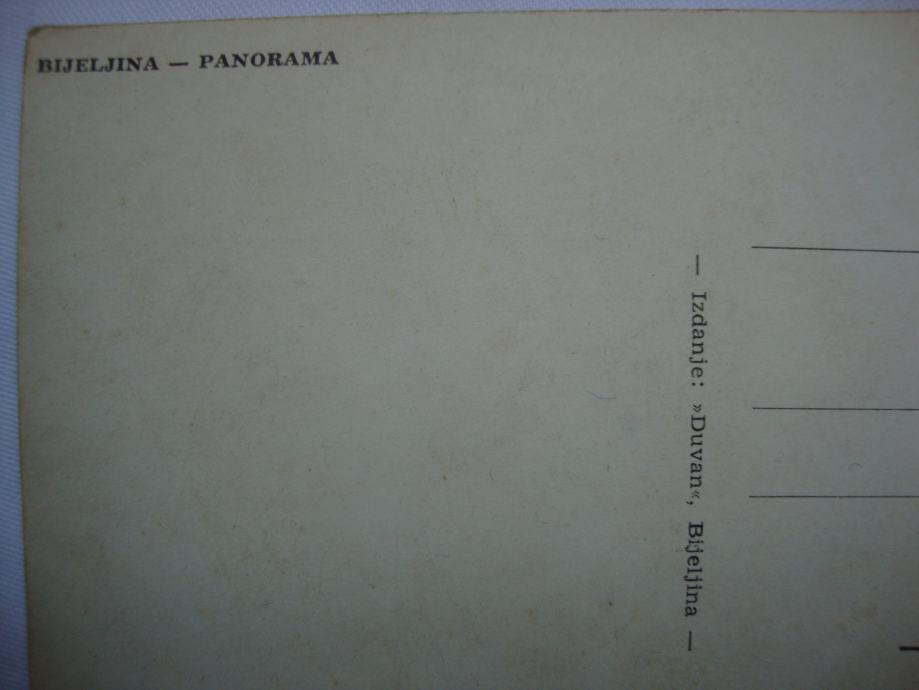 BIJELJINA — PANORAMA
— Izdanje: »Duvan«, Bijeljina —